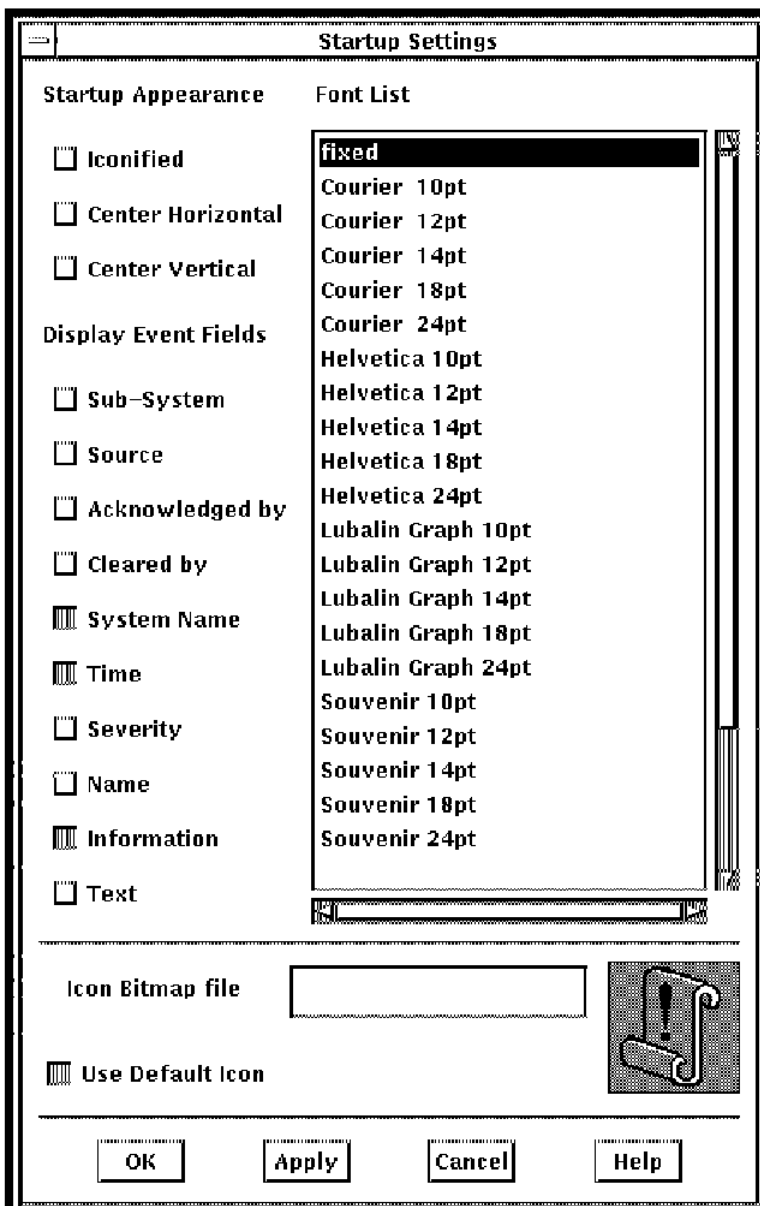 Startup Settings
Startup Appearance
Iconified
Center Horizontal
Center Vertical
Display Event Fields
Sub-System
Source
Acknowledged by
Cleared by
System Name
Time
Severity
Name
Information
Text
Font List
fixed
Courier 10pt
Courier 12pt
Courier 14pt
Courier 18pt
Courier 24pt
Helvetica 10pt
Helvetica 12pt
Helvetica 14pt
Helvetica 18pt
Helvetica 24pt
Lubalin Graph 10pt
Lubalin Graph 12pt
Lubalin Graph 14pt
Lubalin Graph 18pt
Lubalin Graph 24pt
Souvenir 10pt
Souvenir 12pt
Souvenir 14pt
Souvenir 18pt
Souvenir 24pt
Icon Bitmap file
!
Use Default Icon
OK Apply Cancel Help